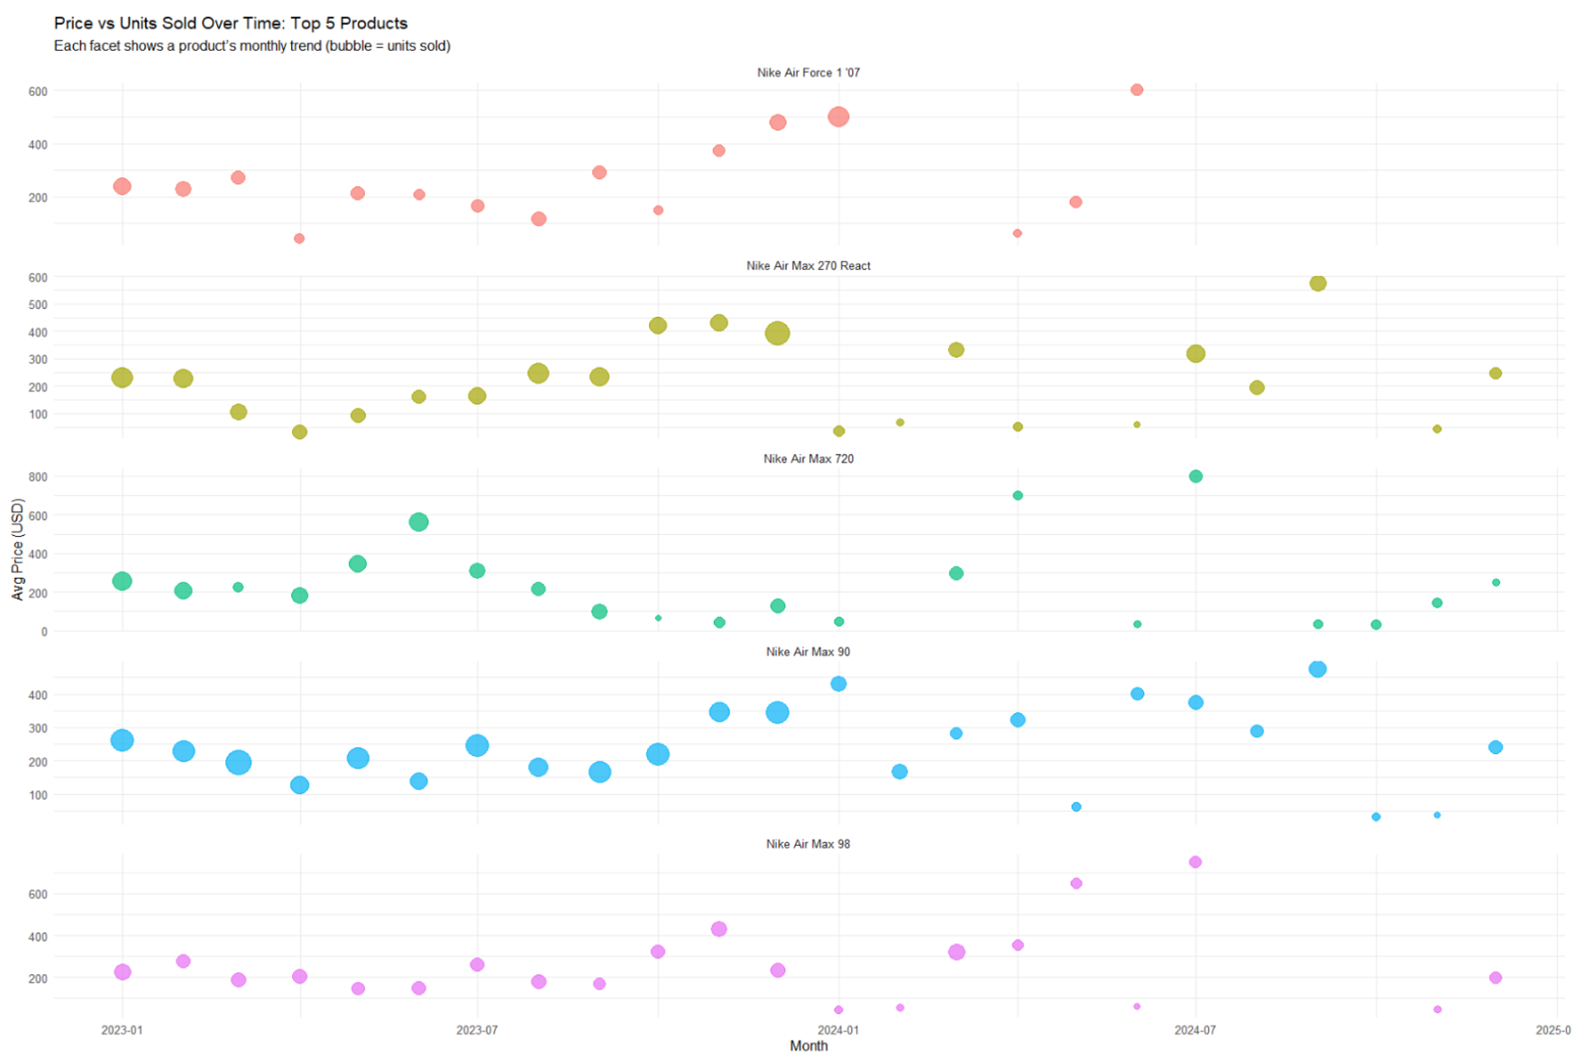 Price vs Units Sold Over Time: Top 5 Products
Each facet shows a product's monthly trend (bubble = units sold)
Nike Air Force 1 '07
600
400
200
Nike Air Max 270 React
600
500
400
300
200
100
Nike Air Max 720
800
600
400
200
0
Avg Price (USD)
Nike Air Max 90
400
300
200
100
Nike Air Max 98
600
400
200
2023-01 2023-07 2024-01 2024-07 2025-0
Month